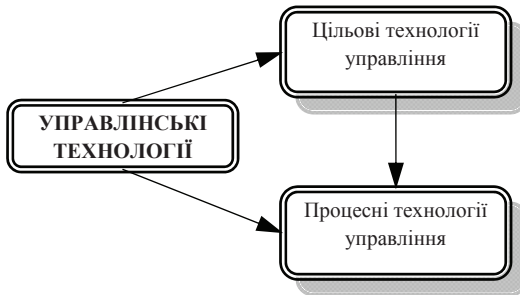 Цільові технології
управління
УПРАВЛІНСЬКІ
ТЕХНОЛОГІЇ
Процесні технології
управління